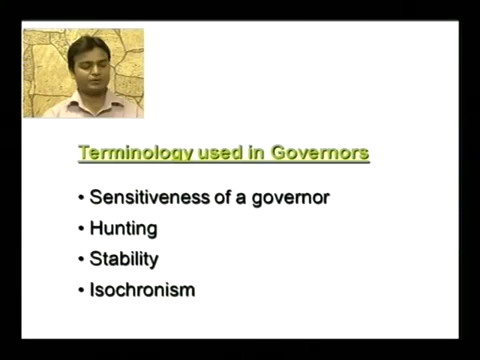 Terminology used in Governors
• Sensitiveness of a governor
• Hunting
• Stability
• Isochronism